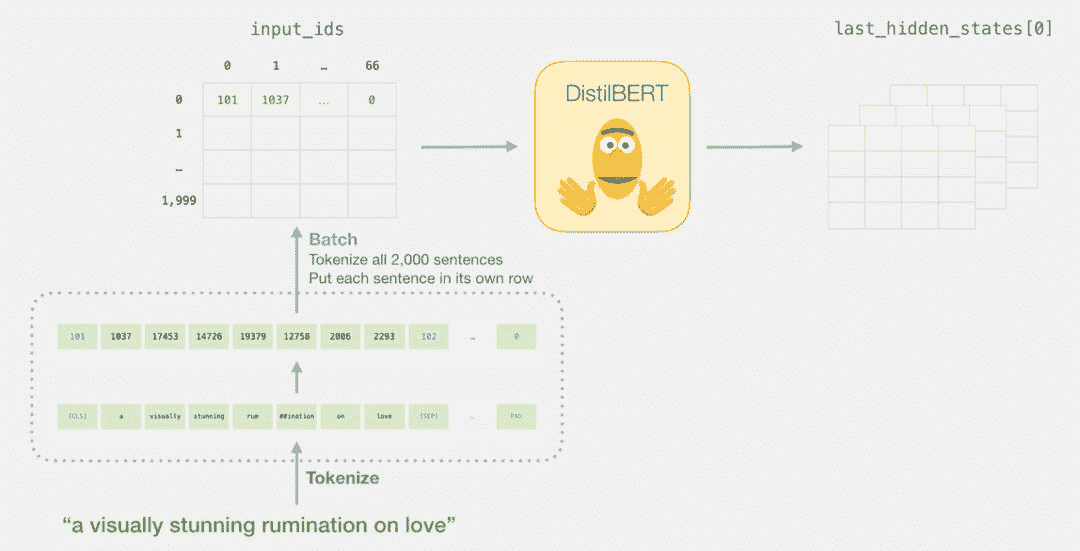 input_ids
last_hidden_states[0]
0 1 … 66
0 101 1037 ... 0
1
…
1,999
DistilBERT
Batch
Tokenize all 2,000 sentences
Put each sentence in its own row
101 1037 17453 14726 19379 12758 2006 2293 102 … 0
[CLS] a visually stunning rum ##ination on love [SEP] … PAD
Tokenize
“a visually stunning rumination on love”